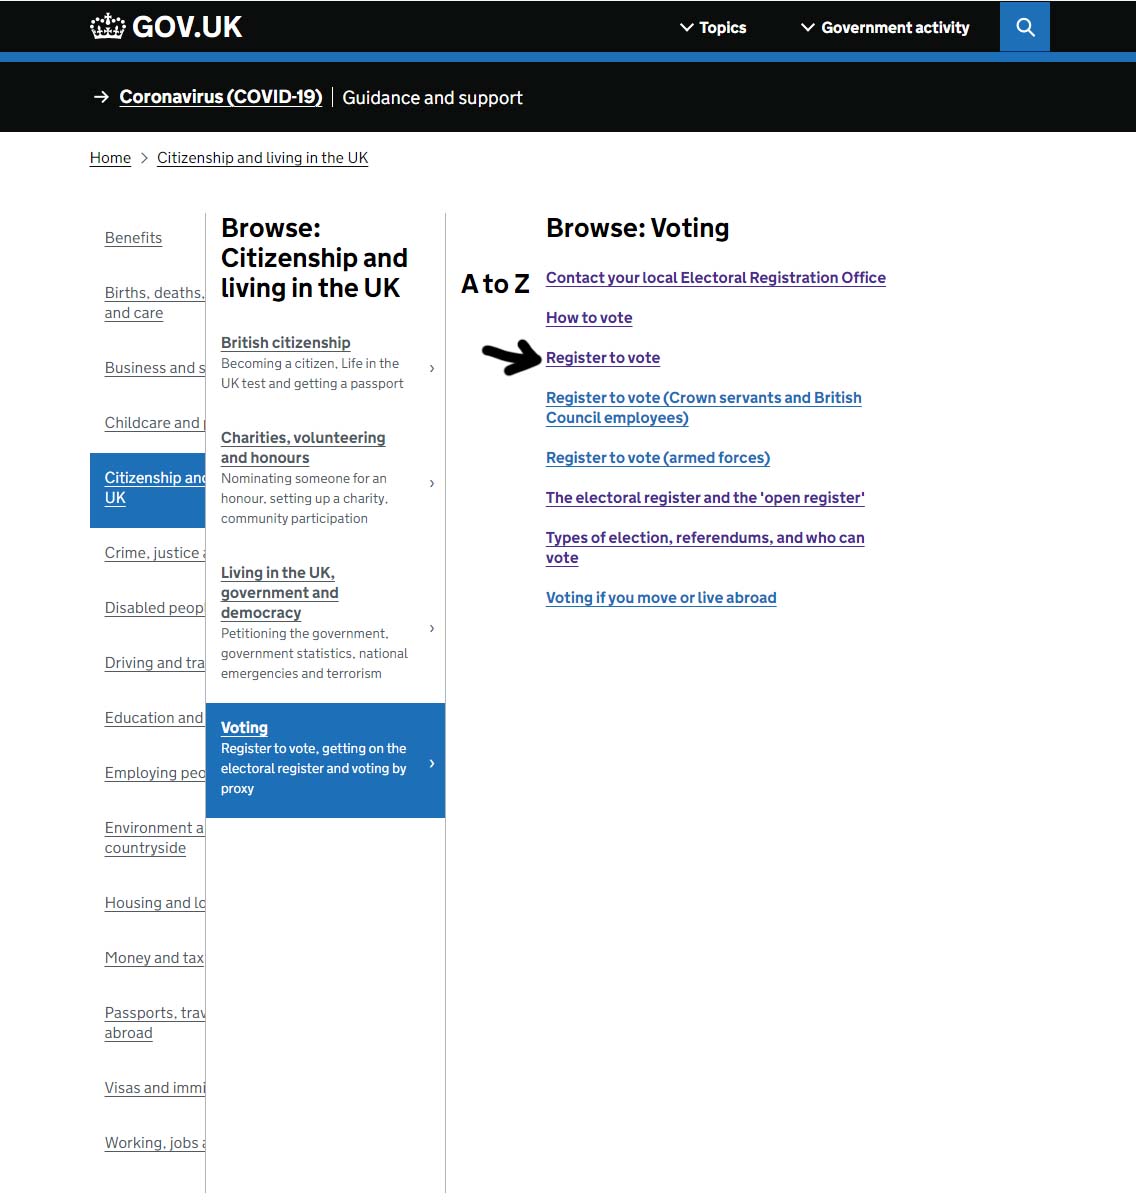 GOV.UK
Topics
Government activity
Coronavirus (COVID-19)
Guidance and support
Home
Citizenship and living in the UK
Benefits
Births, deaths,
and care
Business and s
Childcare and
Citizenship and
UK
Crime, justice
Disabled peop
Driving and tra
Education and
Employing peo
Environment a
countryside
Housing and lo
Money and tax
Passports, trav
abroad
Visas and immi
Working, jobs
Browse:
Citizenship and
living in the UK
British citizenship
Becoming a citizen, Life in the
UK test and getting a passport
Charities, volunteering
and honours
Nominating someone for an
honour, setting up a charity,
community participation
Living in the UK,
government and
democracy
Petitioning the government,
government statistics, national
emergencies and terrorism
Voting
Register to vote, getting on the
electoral register and voting by
proxy
A to Z
Browse: Voting
Contact your local Electoral Registration Office
How to vote
Register to vote
Register to vote (Crown servants and British
Council employees)
Register to vote (armed forces)
The electoral register and the 'open register'
Types of election, referendums, and who can
vote
Voting if you move or live abroad